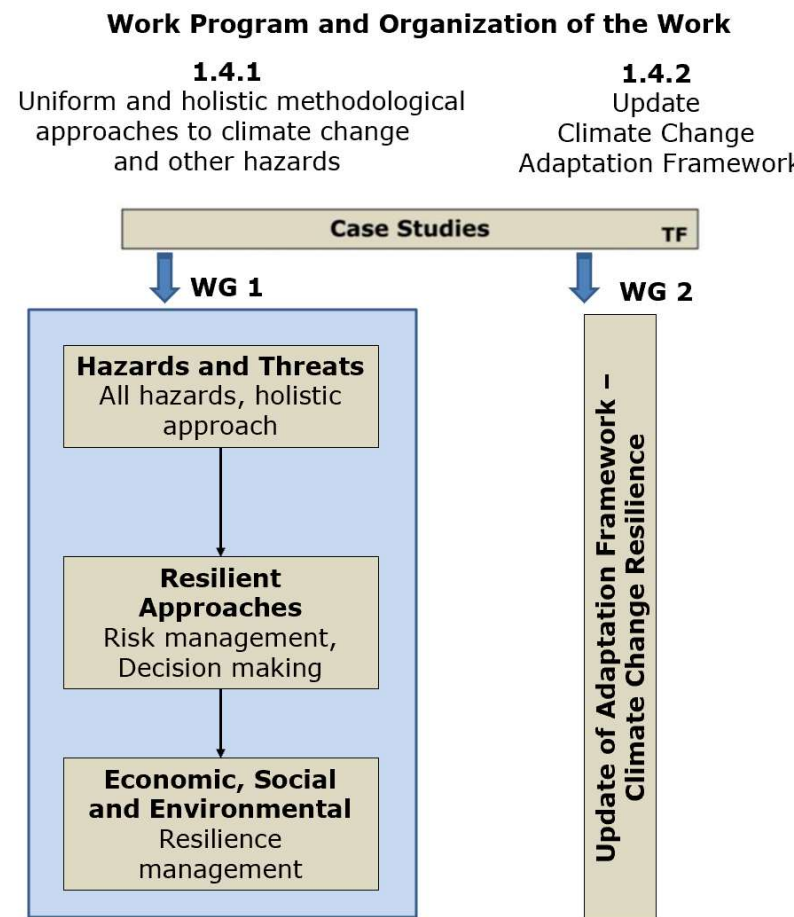 Work Program and Organization of the Work
1.4.1
Uniform and holistic methodological
approaches to climate change
and other hazards
1.4.2
Update
Climate Change
Adaptation Framework
Case Studies
TF
WG 1
WG 2
Hazards and Threats
All hazards, holistic
approach
Resilient
Approaches
Risk management,
Decision making
Economic, Social
and Environmental
Resilience
management
Update of Adaptation Framework –
Climate Change Resilience